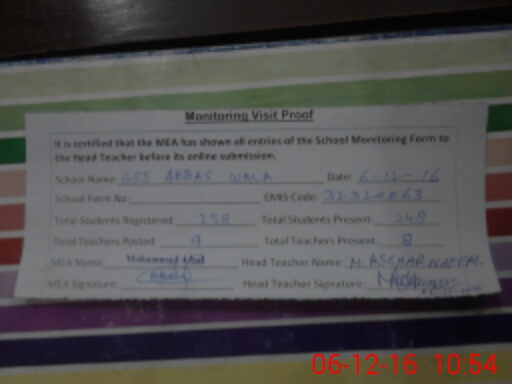 Monitoring Visit Proof
It is certified that the MEA has shown all entries of the School Monitoring Form to
the Head Teacher before its online submission.
School Name: GES ABBAS WALA Date: 6-12-16
School Form No: EMIS Code:
Total Students Registered: 258 Total Students Present: 248
Total Teachers Posted: 9 Total Teachers Present: 8
MEA Name: Muhammad Head Teacher Name: M. ASGHAR
MEA Signature: Head Teacher Signature:
06-12-16 10:54